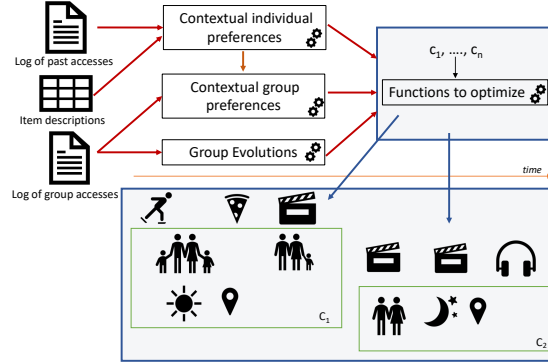 Contextual individual
preferences
Log of past accesses
c1, ...., cn
Contextual group
preferences
Functions to optimize
Item descriptions
Group Evolutions
Log of group accesses
time
C1
C2